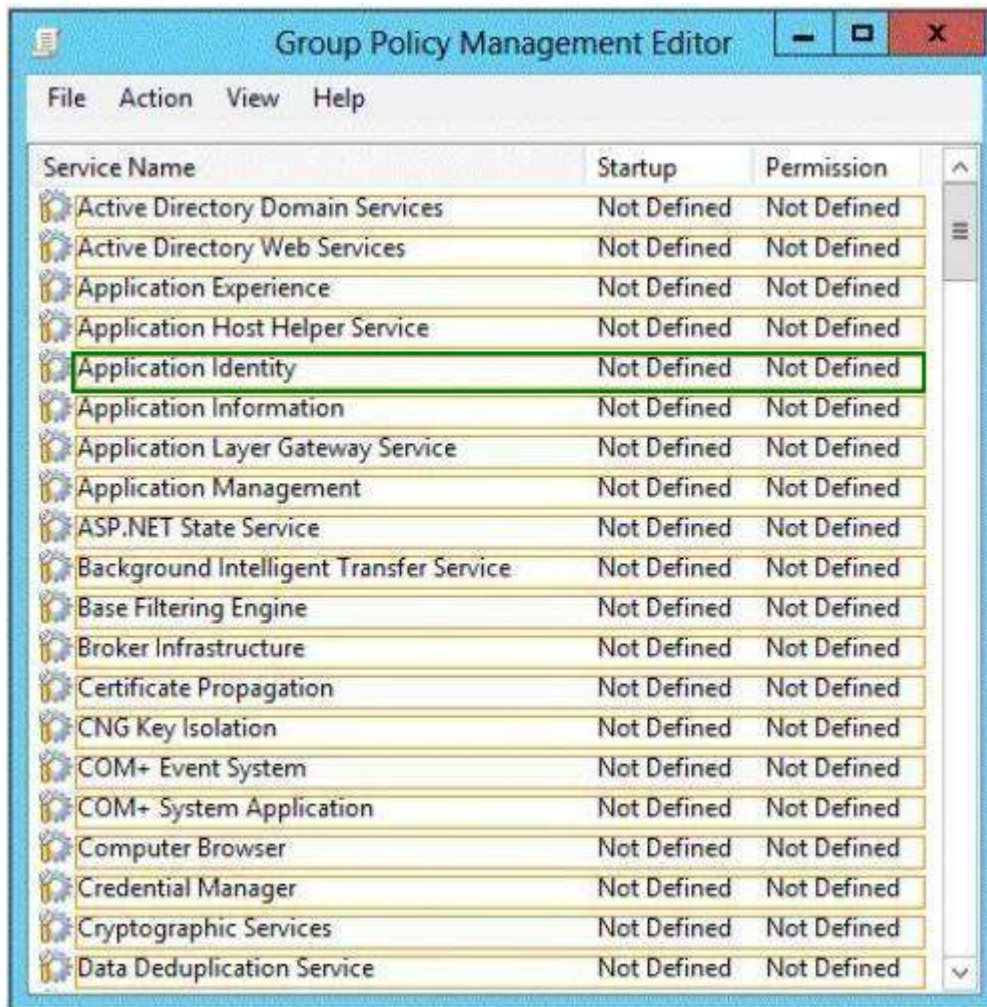 Group Policy Management Editor
File Action View Help
Service Name Startup Permission
Active Directory Domain Services Not Defined Not Defined
Active Directory Web Services Not Defined Not Defined
Application Experience Not Defined Not Defined
Application Host Helper Service Not Defined Not Defined
Application Identity Not Defined Not Defined
Application Information Not Defined Not Defined
Application Layer Gateway Service Not Defined Not Defined
Application Management Not Defined Not Defined
ASP.NET State Service Not Defined Not Defined
Background Intelligent Transfer Service Not Defined Not Defined
Base Filtering Engine Not Defined Not Defined
Broker Infrastructure Not Defined Not Defined
Certificate Propagation Not Defined Not Defined
CNG Key Isolation Not Defined Not Defined
COM+ Event System Not Defined Not Defined
COM+ System Application Not Defined Not Defined
Computer Browser Not Defined Not Defined
Credential Manager Not Defined Not Defined
Cryptographic Services Not Defined Not Defined
Data Deduplication Service Not Defined Not Defined